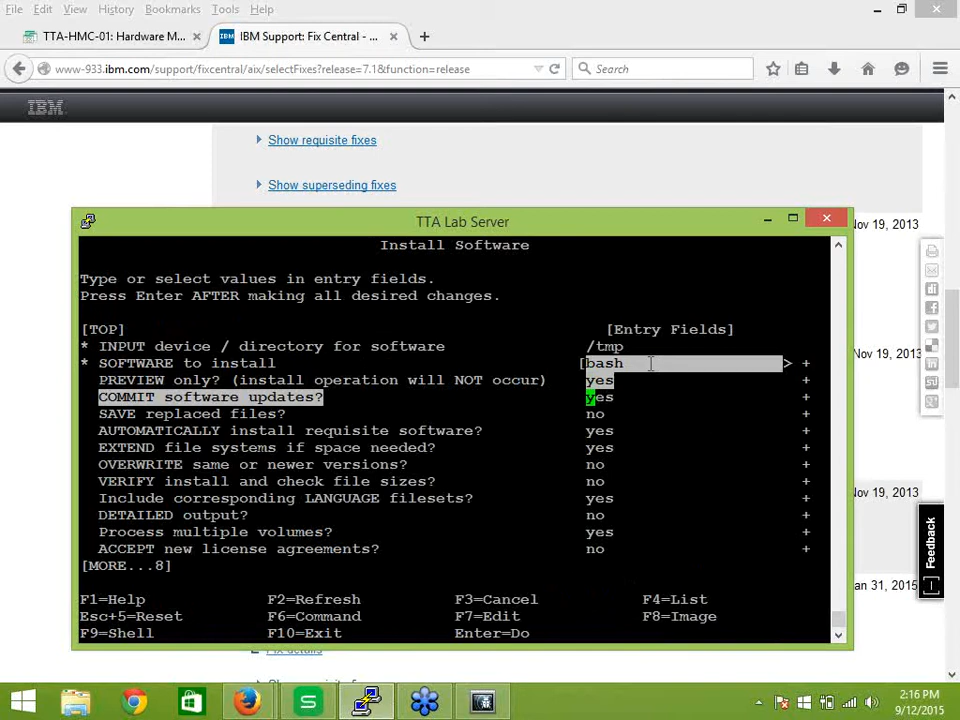 File Edit View History Bookmarks Tools Help
TTA-HMC-01: Hardware M... × IBM Support: Fix Central - ... × +
www-933.ibm.com/support/fixcentral/aix/selectFixes?release=7.1&function=release Search
IBM
Show requisite fixes
Show superseding fixes
Nov 19, 2013
TTA Lab Server
Install Software
Type or select values in entry fields.
Press Enter AFTER making all desired changes.
[TOP] [Entry Fields]
* INPUT device / directory for software /tmp
* SOFTWARE to install [bash > +
PREVIEW only? (install operation will NOT occur) yes +
COMMIT software updates? yes +
SAVE replaced files? no +
AUTOMATICALLY install requisite software? yes +
EXTEND file systems if space needed? yes +
OVERWRITE same or newer versions? no +
VERIFY install and check file sizes? no +
Include corresponding LANGUAGE filesets? yes +
DETAILED output? no +
Process multiple volumes? yes +
ACCEPT new license agreements? no +
[MORE...8]
F1=Help F2=Refresh F3=Cancel F4=List
Esc+5=Reset F6=Command F7=Edit F8=Image
F9=Shell F10=Exit Enter=Do
Nov 19, 2013
Nov 19, 2013
Jan 31, 2015
Feedback
Fix details
2:16 PM
9/12/2015